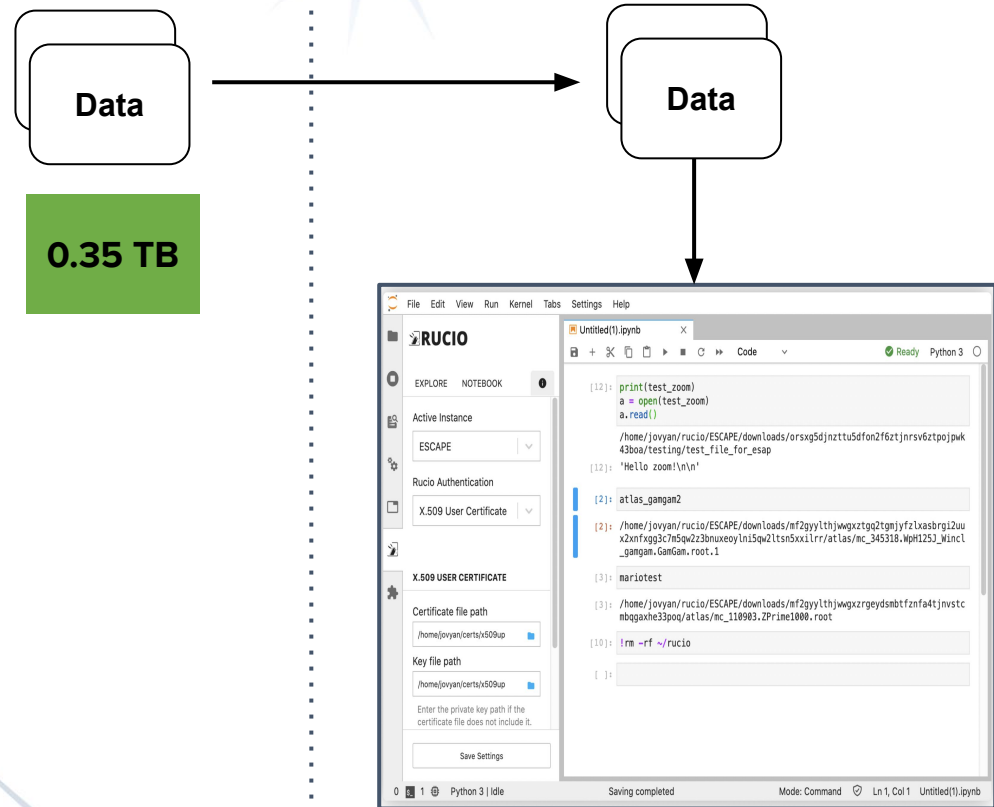 Data
Data
0.35 TB
File Edit View Run Kernel Tabs Settings Help
RUCIO
EXPLORE NOTEBOOK
Active Instance
ESCAPE
Rucio Authentication
X.509 User Certificate
X.509 USER CERTIFICATE
Certificate file path
/home/jovyan/certs/x509up
Key file path
/home/jovyan/certs/x509up
Enter the private key path if the
certificate file does not include it.
Save Settings
Untitled(1).ipynb X
Code Ready Python 3
[12]: print(test_zoom)
a = open(test_zoom)
a.read()
/home/jovyan/rucio/ESCAPE/downloads/orsxg5djnzttu5dfon2f6ztjnrsv6ztpojpwk
43boa/testing/test_file_for_esap
[12]: 'Hello zoom!\n\n'
[2]: atlas_gamgam2
[2]: /home/jovyan/rucio/ESCAPE/downloads/mf2gyylthjwwgxztgq2tgmjyfzlxasbrgi2uu
x2xnfxgg3c7m5qw2z3bnuxeoylni5qw2ltsn5xxilrr/atlas/mc_345318.WpH125J_Wincl
_gamgam.GamGam.root.1
[3]: mariotest
[3]: /home/jovyan/rucio/ESCAPE/downloads/mf2gyylthjwwgxzrgeydsmbtfznfa4tjnvstc
mbqgaxhe33poq/atlas/mc_110903.ZPrime1000.root
[10]: !rm -rf ~/rucio
[ ]:
0 $_ 1 Python 3 | Idle Saving completed Mode: Command Ln 1, Col 1 Untitled(1).ipynb